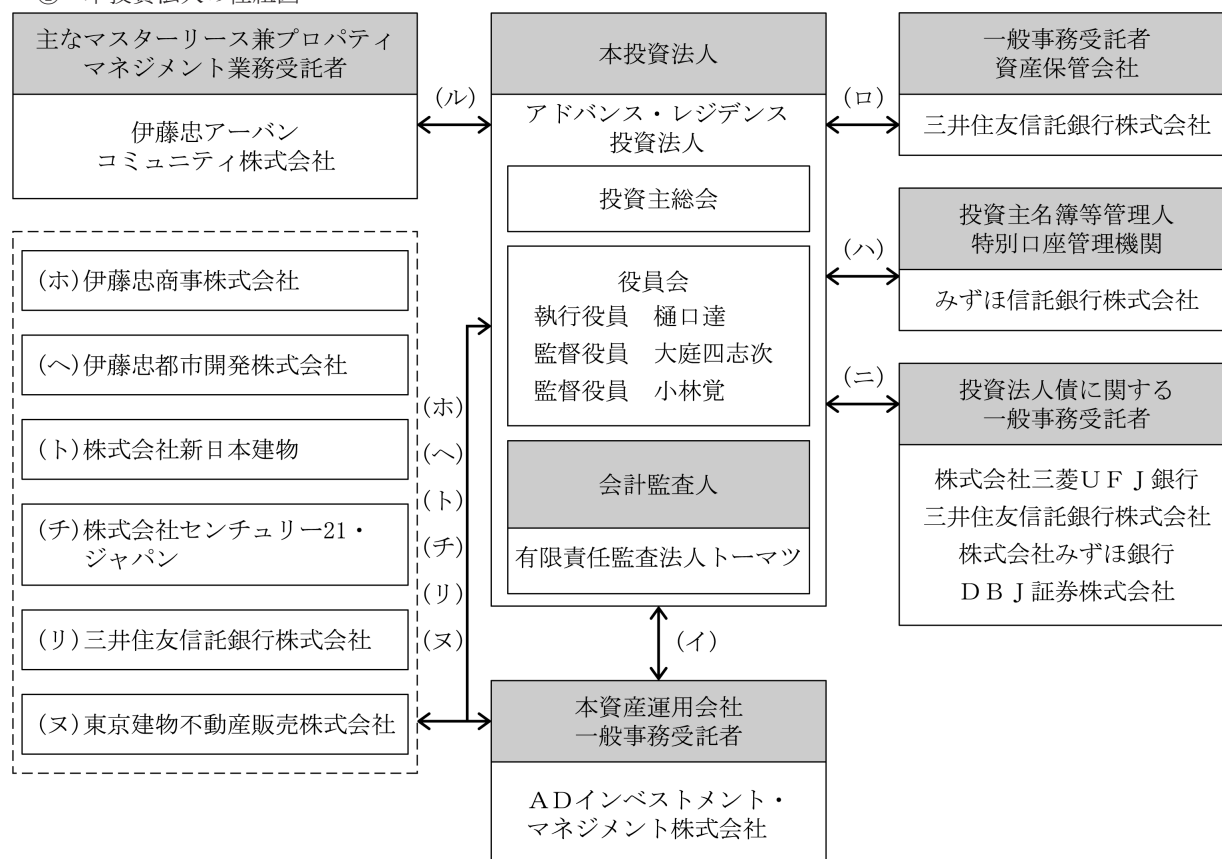 主なマスターリース兼プロパティ
マネジメント業務受託者
伊藤忠アーバン
コミュニティ株式会社
(ル)
本投資法人
アドバンス・レジデンス
投資法人
投資主総会
役員会
執行役員 樋口達
監督役員 大庭四志次
監督役員 小林覚
会計監査人
有限責任監査法人トーマツ
(ロ)
一般事務受託者
資産保管会社
三井住友信託銀行株式会社
(ハ)
投資主名簿等管理人
特別口座管理機関
みずほ信託銀行株式会社
(ニ)
投資法人債に関する
一般事務受託者
株式会社三菱UFJ銀行
三井住友信託銀行株式会社
株式会社みずほ銀行
DBJ証券株式会社
(ホ)伊藤忠商事株式会社
(ヘ)伊藤忠都市開発株式会社
(ト)株式会社新日本建物
(チ)株式会社センチュリー21・
ジャパン
(リ)三井住友信託銀行株式会社
(ヌ)東京建物不動産販売株式会社
(ホ)
(ヘ)
(ト)
(チ)
(リ)
(ヌ)
(イ)
本資産運用会社
一般事務受託者
ADインベストメント・
マネジメント株式会社